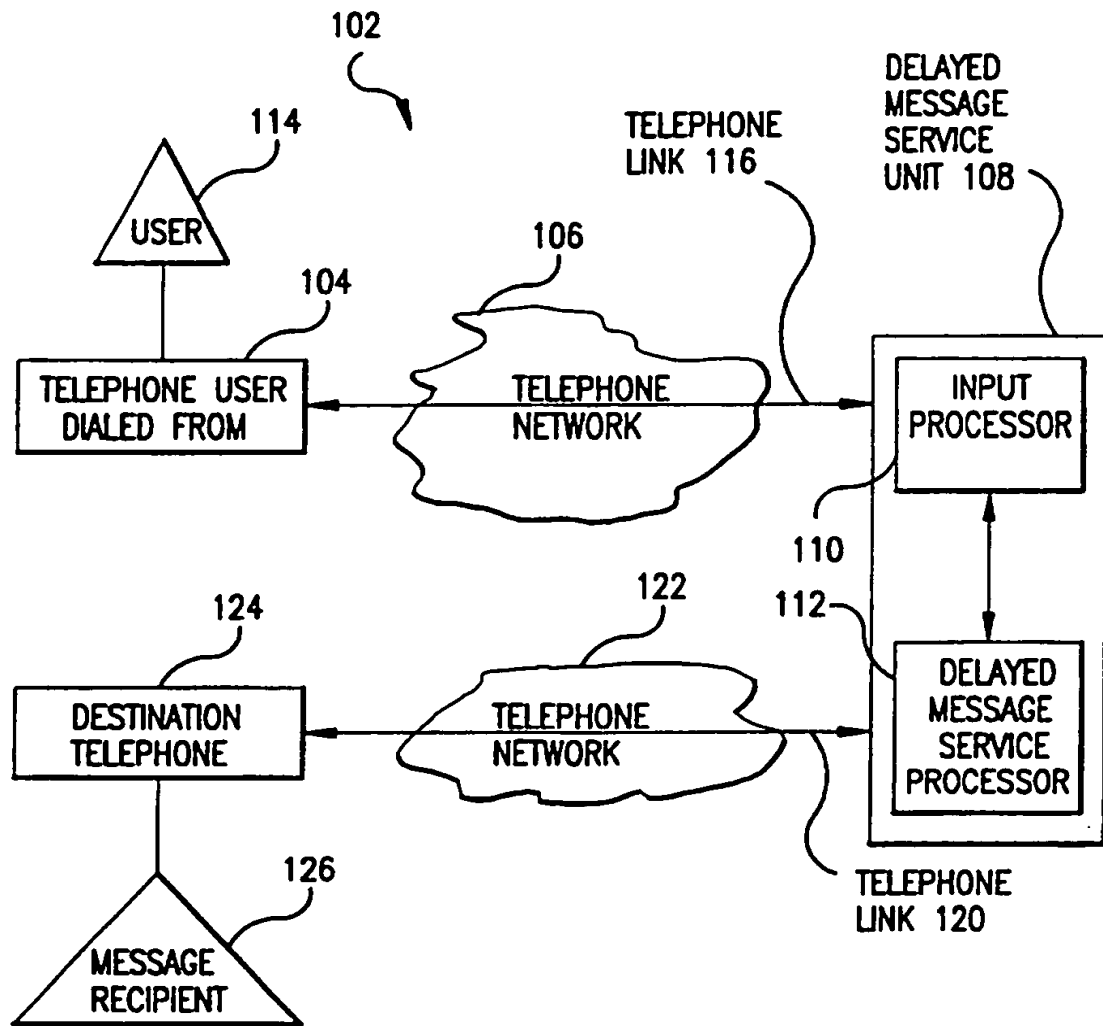 102
DELAYED
MESSAGE
SERVICE
UNIT 108
TELEPHONE
LINK 116
114
USER
106
104
TELEPHONE USER
DIALED FROM
TELEPHONE
NETWORK
INPUT
PROCESSOR
110
112
122
124
DESTINATION
TELEPHONE
TELEPHONE
NETWORK
DELAYED
MESSAGE
SERVICE
PROCESSOR
126
TELEPHONE
LINK 120
MESSAGE
RECIPIENT